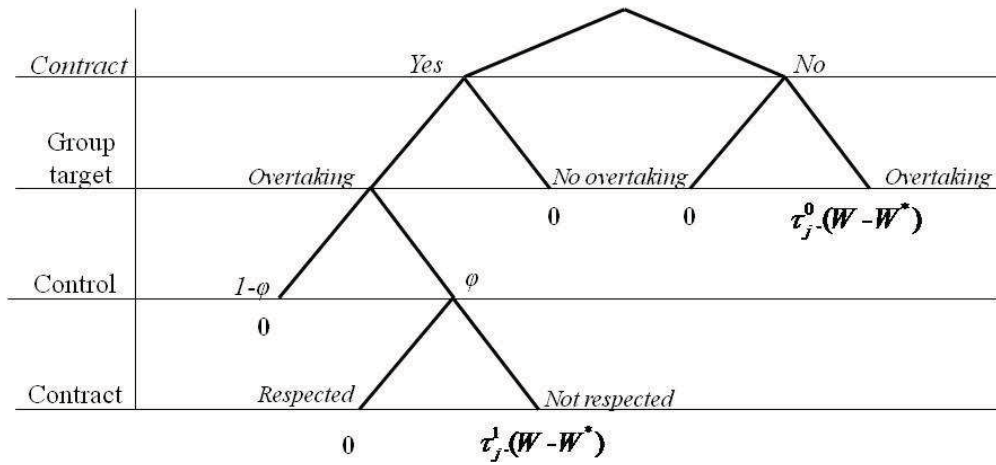 Contract Yes No
Group target Overtaking No overtaking Overtaking
0 0 τ⁰ⱼ-(W-W*)
Control 1-φ φ
0
Contract Respected Not respected
0 τ¹ⱼ-(W-W*)